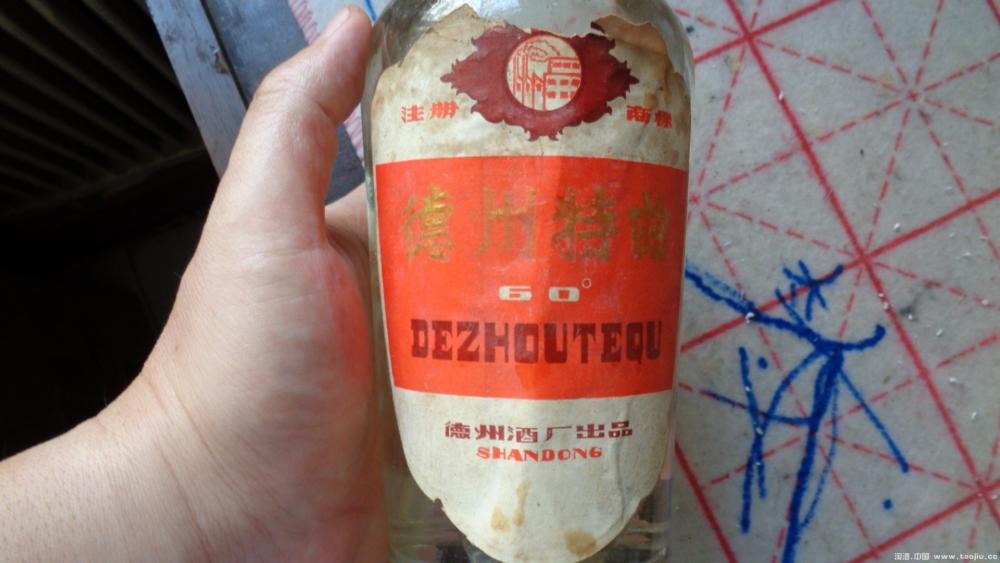 注册 商标
德州特曲
60°
DEZHOUTEQU
德州酒厂出品
SHANDONG
淘酒.中国 www.taojiu.cc